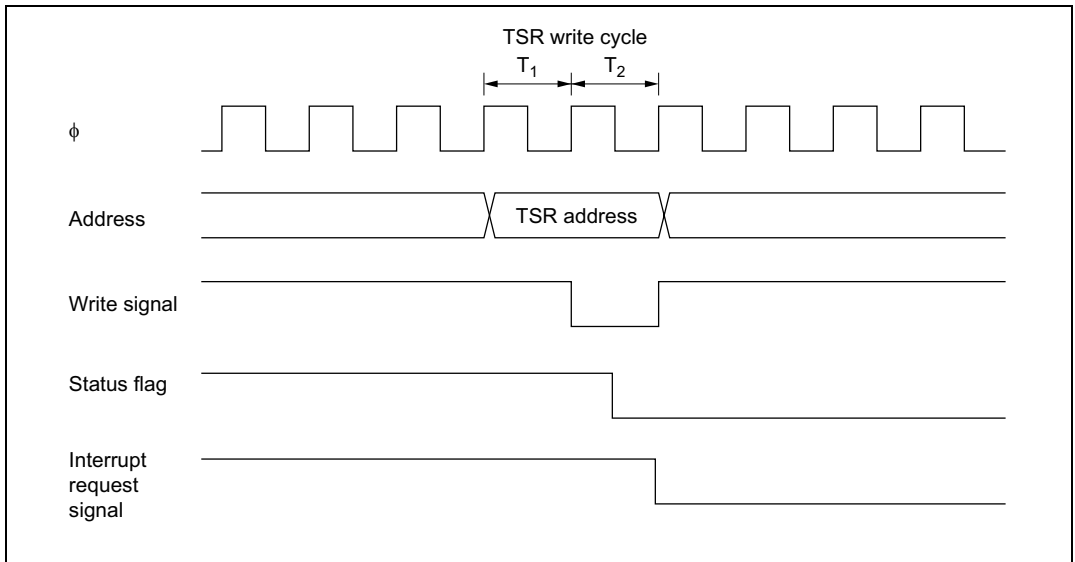 TSR write cycle
T₁ T₂
ϕ
Address
TSR address
Write signal
Status flag
Interrupt
request
signal